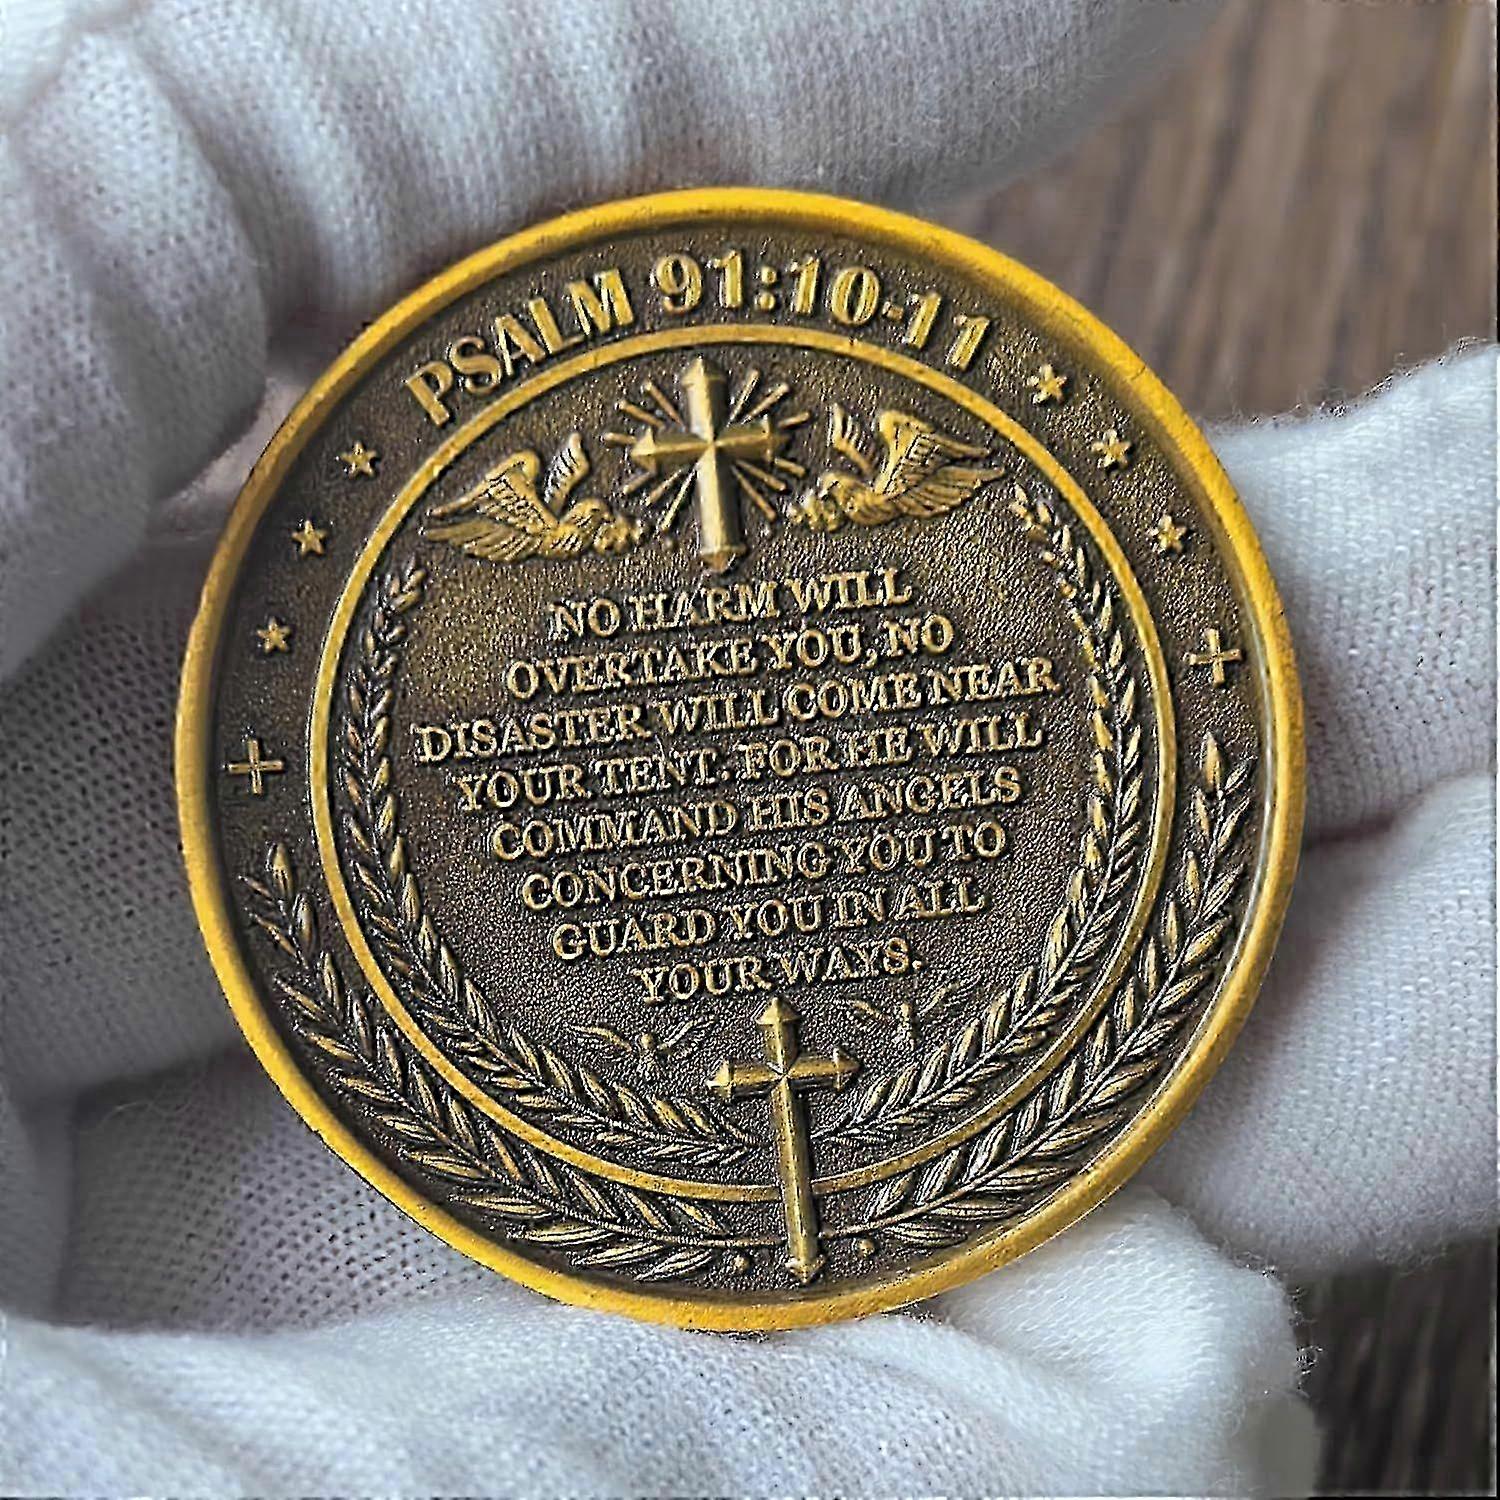 PSALM 91:10-11
NO HARM WILL
OVERTAKE YOU, NO
DISASTER WILL COME NEAR
YOUR TENT. FOR HE WILL
COMMAND HIS ANGELS
CONCERNING YOU TO
GUARD YOU IN ALL
YOUR WAYS.